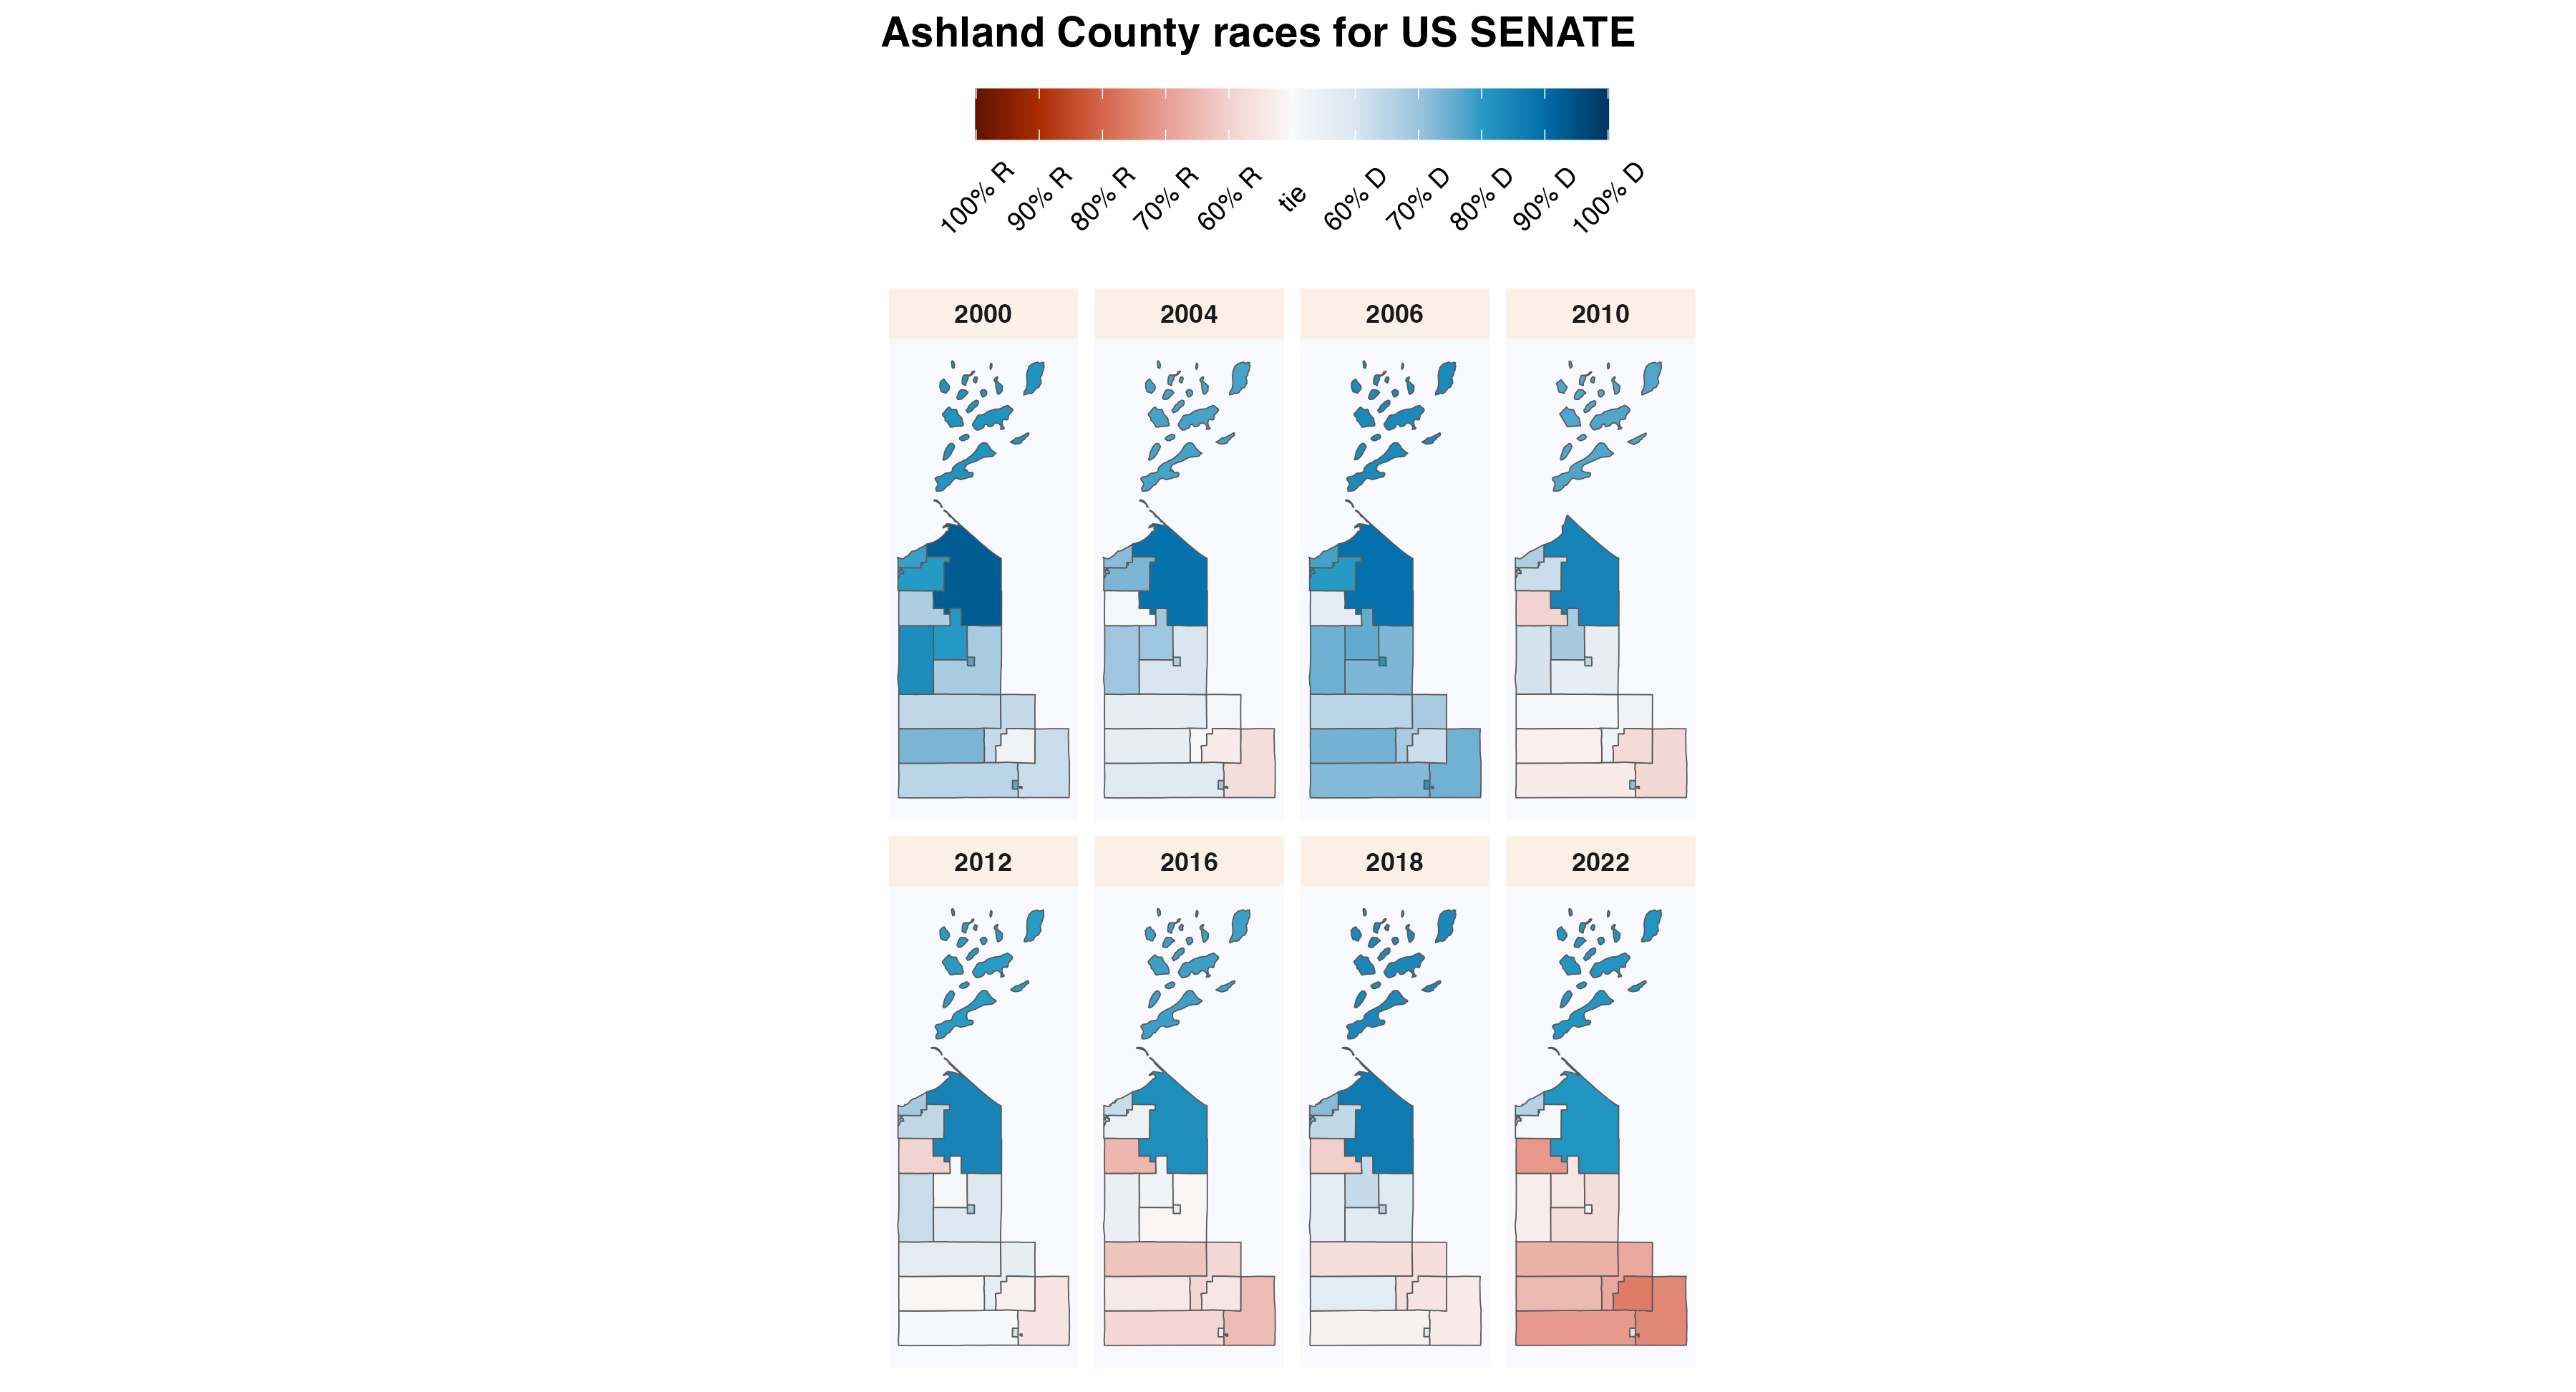 Ashland County races for US SENATE
100% R 90% R 80% R 70% R 60% R tie 60% D 70% D 80% D 90% D 100% D
2000 2004 2006 2010
2012 2016 2018 2022